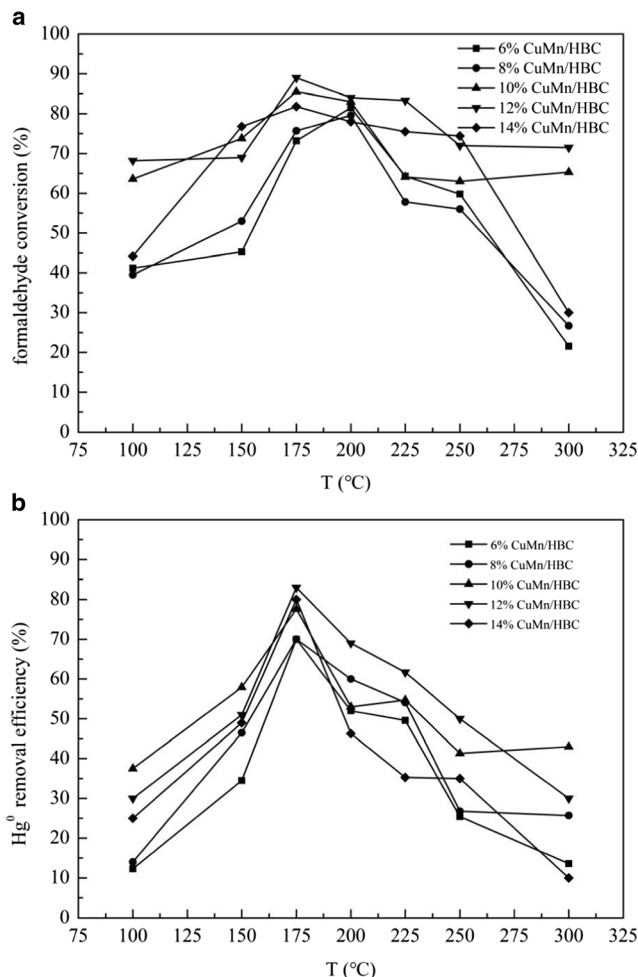 a
100
90
80
70
60
50
40
30
20
10
0
formaldehyde conversion (%)
6% CuMn/HBC
8% CuMn/HBC
10% CuMn/HBC
12% CuMn/HBC
14% CuMn/HBC
75 100 125 150 175 200 225 250 275 300 325
T (℃)
b
100
90
80
70
60
50
40
30
20
10
0
Hg⁰ removal efficiency (%)
6% CuMn/HBC
8% CuMn/HBC
10% CuMn/HBC
12% CuMn/HBC
14% CuMn/HBC
75 100 125 150 175 200 225 250 275 300 325
T (℃)